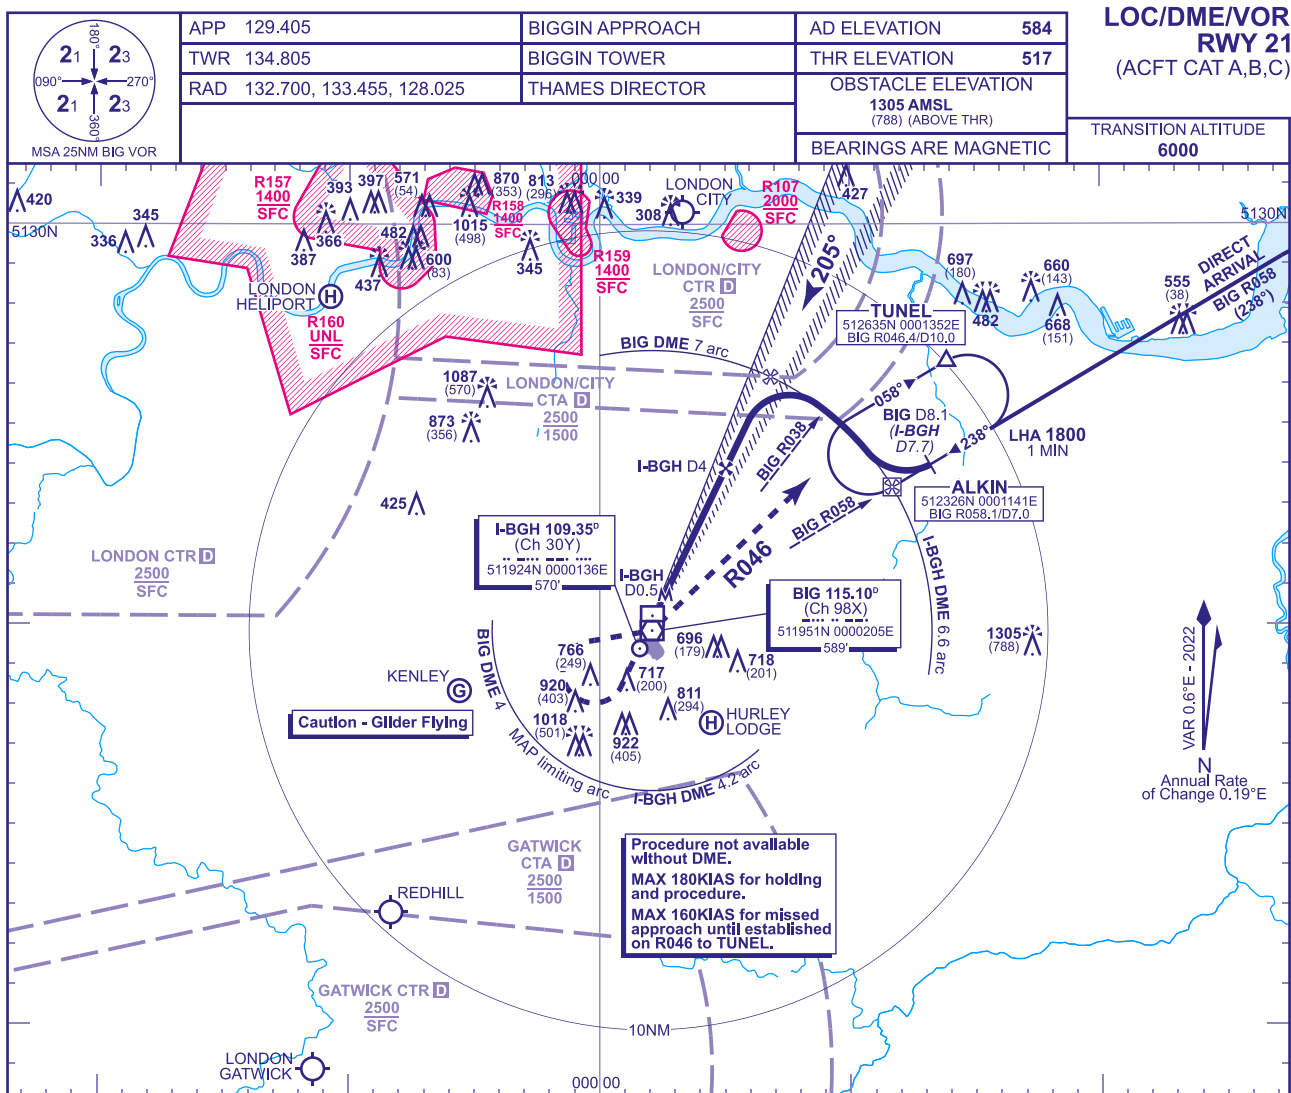 LOC/DME/VOR
RWY 21
(ACFT CAT A,B,C)
TRANSITION ALTITUDE
6000
180°
21 23
090° 270°
21 23
360°
MSA 25NM BIG VOR
APP 129.405 BIGGIN APPROACH
TWR 134.805 BIGGIN TOWER
RAD 132.700, 133.455, 128.025 THAMES DIRECTOR
AD ELEVATION 584
THR ELEVATION 517
OBSTACLE ELEVATION
1305 AMSL
(788) (ABOVE THR)
BEARINGS ARE MAGNETIC
420
345
336
5130N
R157
1400
SFC
393
397
571
(54)
366
387
482
437
600
(83)
870
(353)
R158
1400
SFC
1015
(498)
813
(296)
345
000 00
339
308
LONDON
CITY
R107
2000
SFC
427
5130N
R159
1400
SFC
LONDON
HELIPORT
H
R160
UNL
SFC
LONDON/CITY
CTR D
2500
SFC
205°
697
(180)
482
660
(143)
668
(151)
555
(38)
DIRECT
ARRIVAL
BIG R058
(238°)
TUNEL
512635N 0001352E
BIG R046.4/D10.0
BIG DME 7 arc
1087
(570)
873
(356)
LONDON/CITY
CTA D
2500
1500
058°
BIG D8.1
(I-BGH
D7.7)
238°
LHA 1800
1 MIN
I-BGH D4
BIG R038
BIG R058
ALKIN
512326N 0001141E
BIG R058.1/D7.0
425
I-BGH 109.35D
(Ch 30Y)
511924N 0000136E
570'
LONDON CTR D
2500
SFC
I-BGH
D0.5
R046
I-BGH DME 6.6 arc
BIG 115.10D
(Ch 98X)
511951N 0000205E
589'
766
(249)
696
(179)
718
(201)
1305
(788)
KENLEY
G
920
(403)
717
(200)
811
(294)
H
HURLEY
LODGE
BIG DME 4
Caution - Glider Flying
1018
(501)
922
(405)
MAP limiting arc
I-BGH DME 4.2 arc
VAR 0.6°E - 2022
N
Annual Rate
of Change 0.19°E
GATWICK
CTA D
2500
1500
Procedure not available
without DME.
MAX 180KIAS for holding
and procedure.
MAX 160KIAS for missed
approach until established
on R046 to TUNEL.
REDHILL
GATWICK CTR D
2500
SFC
10NM
LONDON
GATWICK
000 00